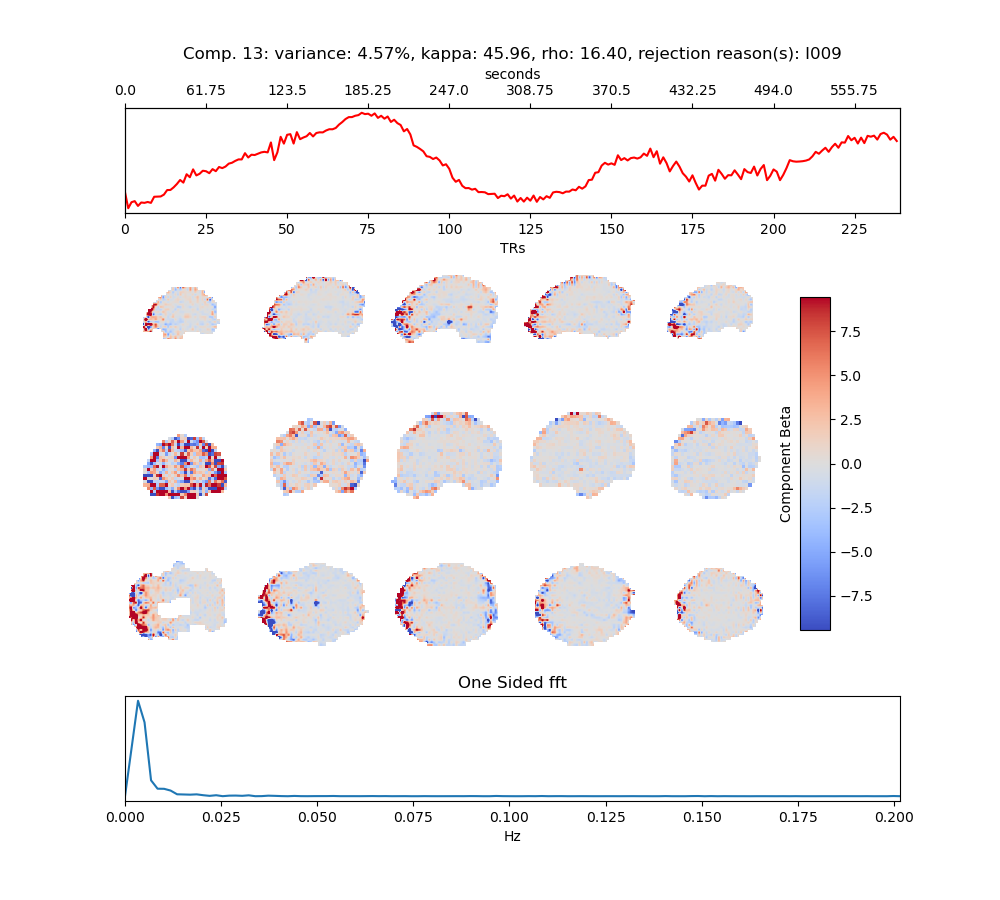 Comp. 13: variance: 4.57%, kappa: 45.96, rho: 16.40, rejection reason(s): I009
seconds
0.0 61.75 123.5 185.25 247.0 308.75 370.5 432.25 494.0 555.75
0 25 50 75 100 125 150 175 200 225
TRs
7.5
5.0
2.5
0.0
−2.5
−5.0
−7.5
Component Beta
One Sided fft
0.000 0.025 0.050 0.075 0.100 0.125 0.150 0.175 0.200
Hz